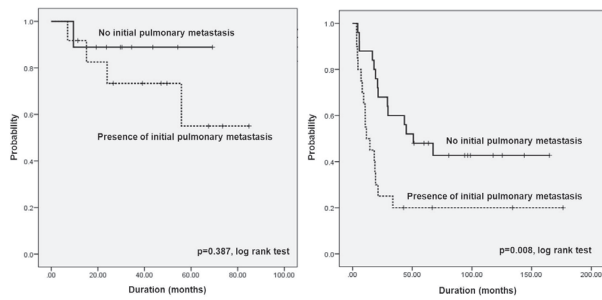 Probability
1.0
0.8
0.6
0.4
0.2
0.0
No initial pulmonary metastasis
Presence of initial pulmonary metastasis
p=0.387, log rank test
.00
20.00
40.00
60.00
80.00
100.00
Duration (months)
Probability
1.0
0.8
0.6
0.4
0.2
0.0
No initial pulmonary metastasis
Presence of initial pulmonary metastasis
p=0.008, log rank test
.00
50.00
100.00
150.00
200.00
Duration (months)